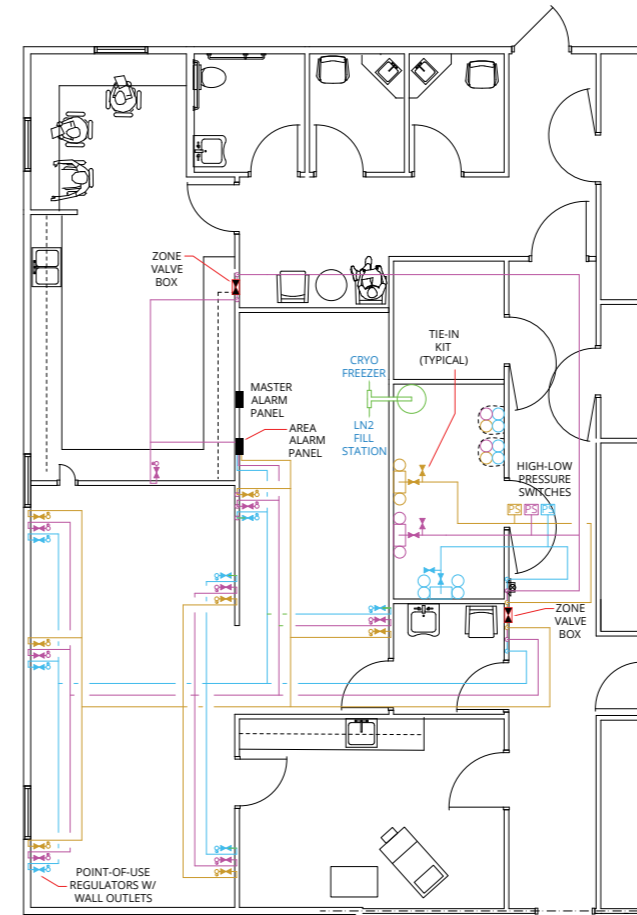 ZONE
VALVE
BOX
TIE-IN
KIT
(TYPICAL)
CRYO
FREEZER
MASTER
ALARM
PANEL
AREA
ALARM
PANEL
LN2
FILL
STATION
HIGH-LOW
PRESSURE
SWITCHES
PS PS PS
ZONE
VALVE
BOX
POINT-OF-USE
REGULATORS W/
WALL OUTLETS